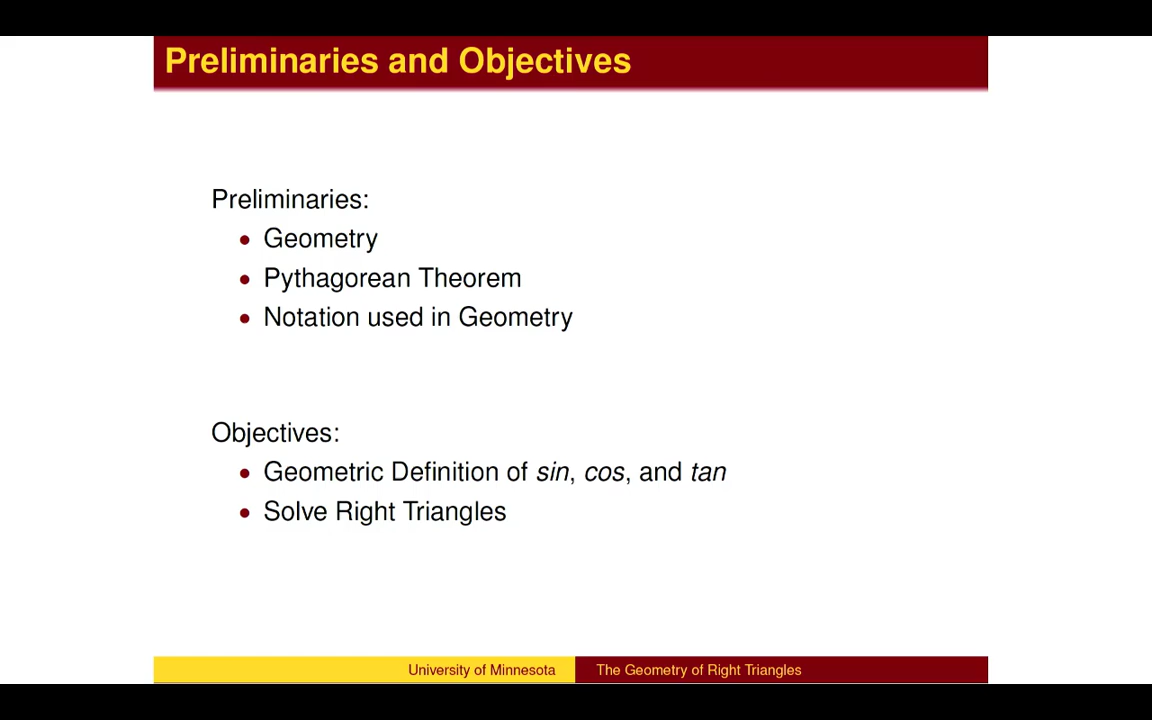 Preliminaries and Objectives
Preliminaries:
• Geometry
• Pythagorean Theorem
• Notation used in Geometry
Objectives:
• Geometric Definition of sin, cos, and tan
• Solve Right Triangles
University of Minnesota
The Geometry of Right Triangles